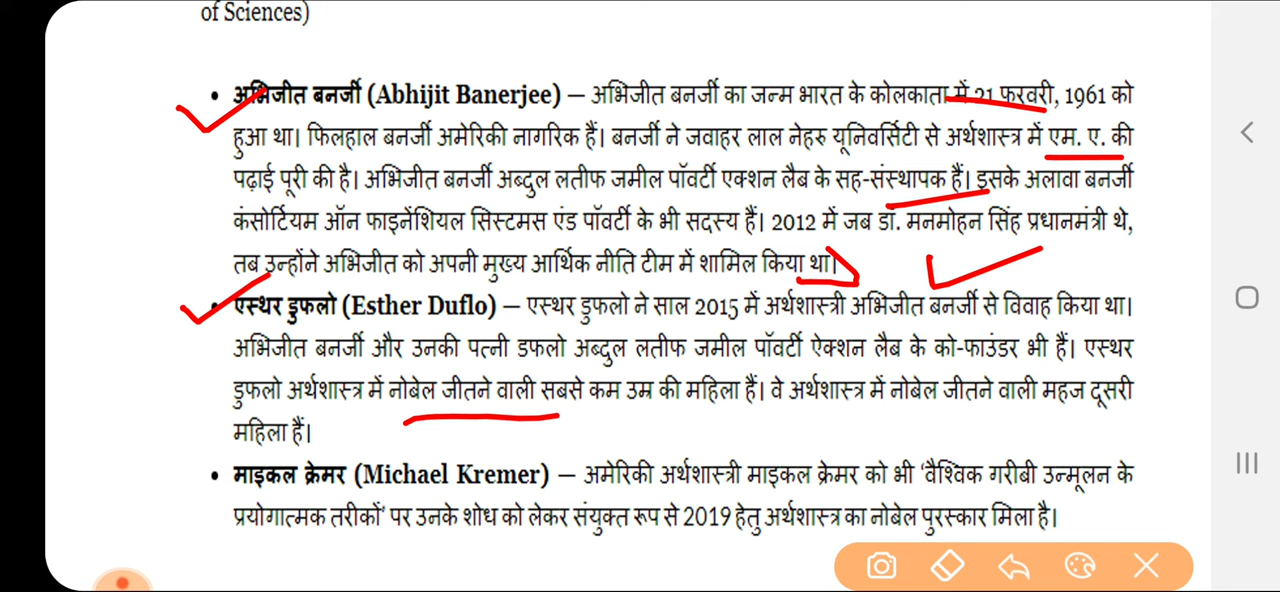 of Sciences)
• अभिजीत बनर्जी (Abhijit Banerjee) – अभिजीत बनर्जी का जन्म भारत के कोलकाता में 21 फरवरी, 1961 को
हुआ था। फिलहाल बनर्जी अमेरिकी नागरिक हैं। बनर्जी ने जवाहर लाल नेहरु यूनिवर्सिटी से अर्थशास्त्र में एम. ए. की
पढ़ाई पूरी की है। अभिजीत बनर्जी अब्दुल लतीफ जमील पॉवर्टी एक्शन लैब के सह-संस्थापक हैं। इसके अलावा बनर्जी
कंसोर्टियम ऑन फाइनेंशियल सिस्टमस एंड पॉवर्टी के भी सदस्य हैं। 2012 में जब डॉ. मनमोहन सिंह प्रधानमंत्री थे,
तब उन्होंने अभिजीत को अपनी मुख्य आर्थिक नीति टीम में शामिल किया था।
• एस्थर डुफलो (Esther Duflo) – एस्थर डुफलो ने साल 2015 में अर्थशास्त्री अभिजीत बनर्जी से विवाह किया था।
अभिजीत बनर्जी और उनकी पत्नी डफलो अब्दुल लतीफ जमील पॉवर्टी ऐक्शन लैब के को-फाउंडर भी हैं। एस्थर
डुफलो अर्थशास्त्र में नोबेल जीतने वाली सबसे कम उम्र की महिला हैं। वे अर्थशास्त्र में नोबेल जीतने वाली महज दूसरी
महिला हैं।
• माइकल क्रेमर (Michael Kremer) – अमेरिकी अर्थशास्त्री माइकल क्रेमर को भी ‘वैश्विक गरीबी उन्मूलन के
प्रयोगात्मक तरीकों’ पर उनके शोध को लेकर संयुक्त रूप से 2019 हेतु अर्थशास्त्र का नोबेल पुरस्कार मिला है।